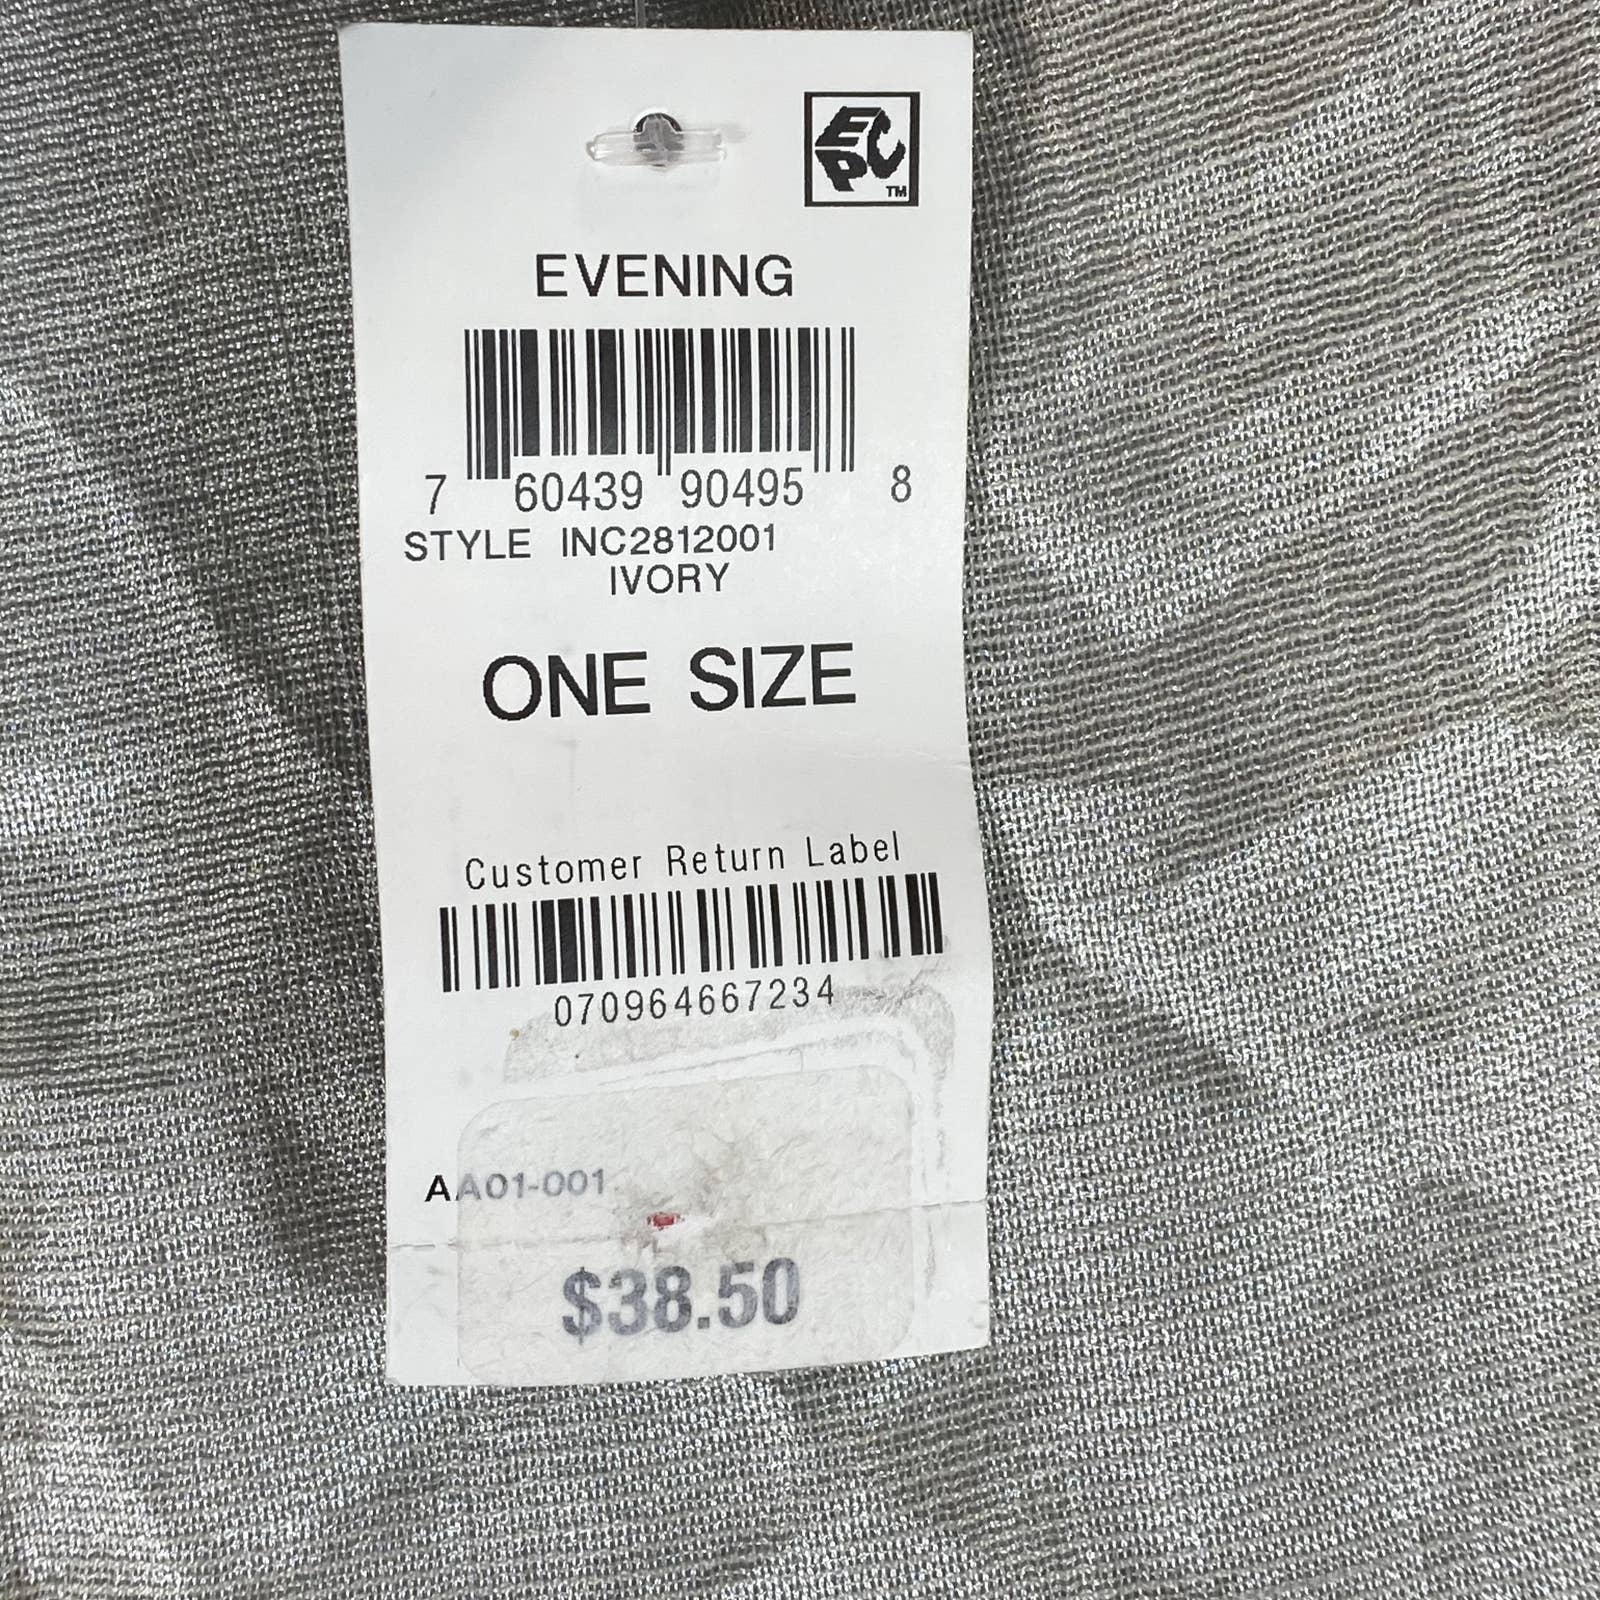 EPC
TM
EVENING
7 60439 90495 8
STYLE INC2812001
IVORY
ONE SIZE
Customer Return Label
070964667234
AA01-001
$38.50